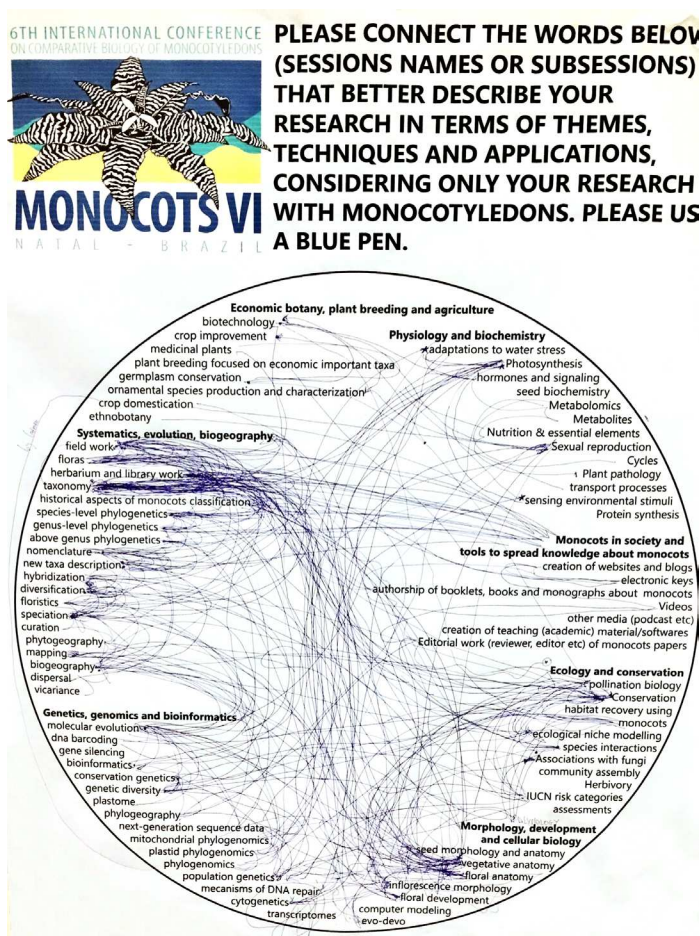 6TH INTERNATIONAL CONFERENCE
ON COMPARATIVE BIOLOGY OF MONOCOTYLEDONS
MONOCOTS VI
NATAL - BRAZIL
PLEASE CONNECT THE WORDS BELOW
(SESSIONS NAMES OR SUBSESSIONS)
THAT BETTER DESCRIBE YOUR
RESEARCH IN TERMS OF THEMES,
TECHNIQUES AND APPLICATIONS,
CONSIDERING ONLY YOUR RESEARCH
WITH MONOCOTYLEDONS. PLEASE US
A BLUE PEN.
Economic botany, plant breeding and agriculture
biotechnology
crop improvement
medicinal plants
plant breeding focused on economic important taxa
germplasm conservation
ornamental species production and characterization
crop domestication
ethnobotany
Physiology and biochemistry
adaptations to water stress
Photosynthesis
hormones and signaling
seed biochemistry
Metabolomics
Metabolites
Nutrition & essential elements
Sexual reproduction
Cycles
Plant pathology
transport processes
sensing environmental stimuli
Protein synthesis
Systematics, evolution, biogeography
field work
floras
herbarium and library work
taxonomy
historical aspects of monocots classification
species-level phylogenetics
genus-level phylogenetics
above genus phylogenetics
nomenclature
new taxa description
hybridization
diversification
floristics
speciation
curation
phytogeography
mapping
biogeography
dispersal
vicariance
Monocots in society and
tools to spread knowledge about monocots
creation of websites and blogs
electronic keys
authorship of booklets, books and monographs about monocots
Videos
other media (podcast etc)
creation of teaching (academic) material/softwares
Editorial work (reviewer, editor etc) of monocots papers
Ecology and conservation
pollination biology
Conservation
habitat recovery using
monocots
ecological niche modelling
species interactions
Associations with fungi
community assembly
Herbivory
IUCN risk categories
assessments
Genetics, genomics and bioinformatics
molecular evolution
dna barcoding
gene silencing
bioinformatics
conservation genetics
genetic diversity
plastome
phylogeography
next-generation sequence data
mitochondrial phylogenomics
plastid phylogenomics
phylogenomics
population genetics
mecanisms of DNA repair
cytogenetics
transcriptomes
Morphology, development
and cellular biology
seed morphology and anatomy
vegetative anatomy
floral anatomy
inflorescence morphology
floral development
computer modeling
evo-devo